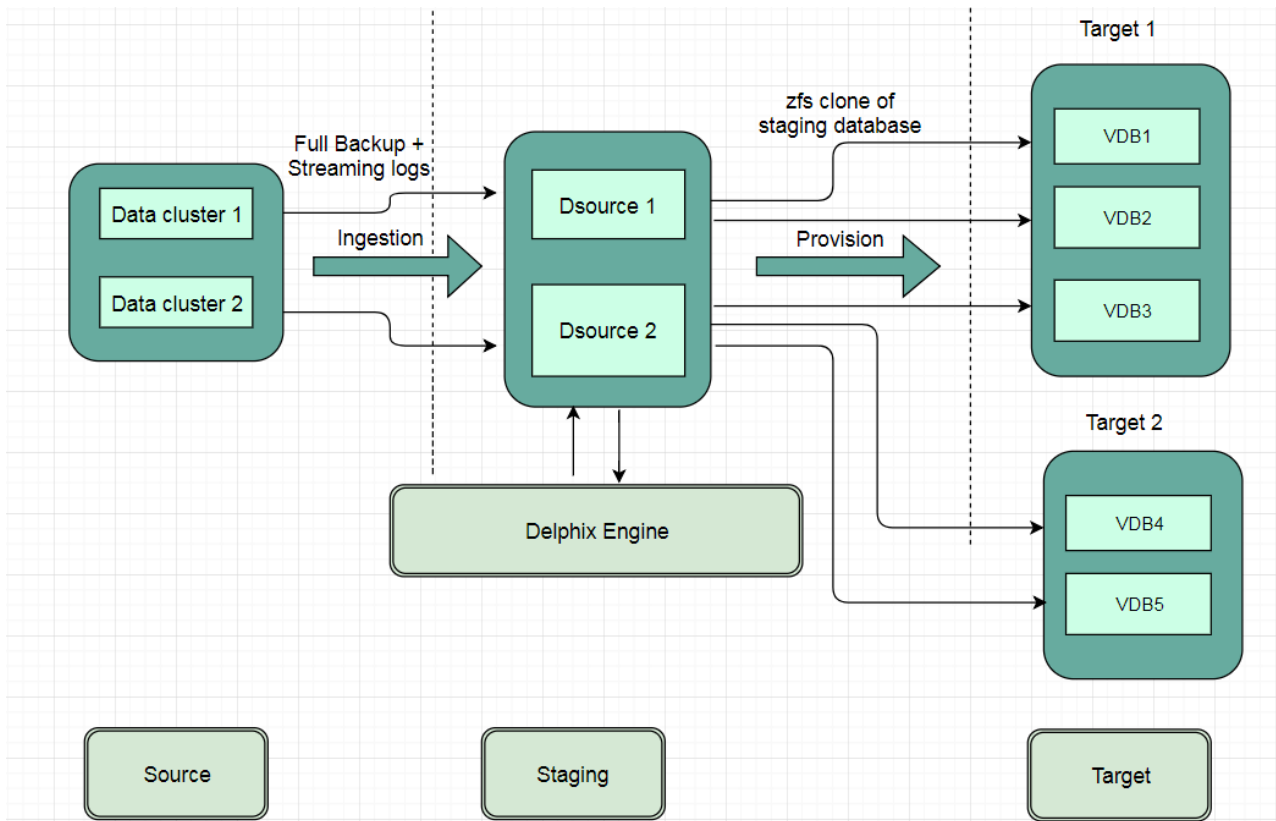 Target 1
zfs clone of
staging database
Full Backup +
Streaming logs
Data cluster 1
Data cluster 2
Ingestion
Dsource 1
Dsource 2
Provision
VDB1
VDB2
VDB3
Target 2
VDB4
VDB5
Delphix Engine
Source
Staging
Target